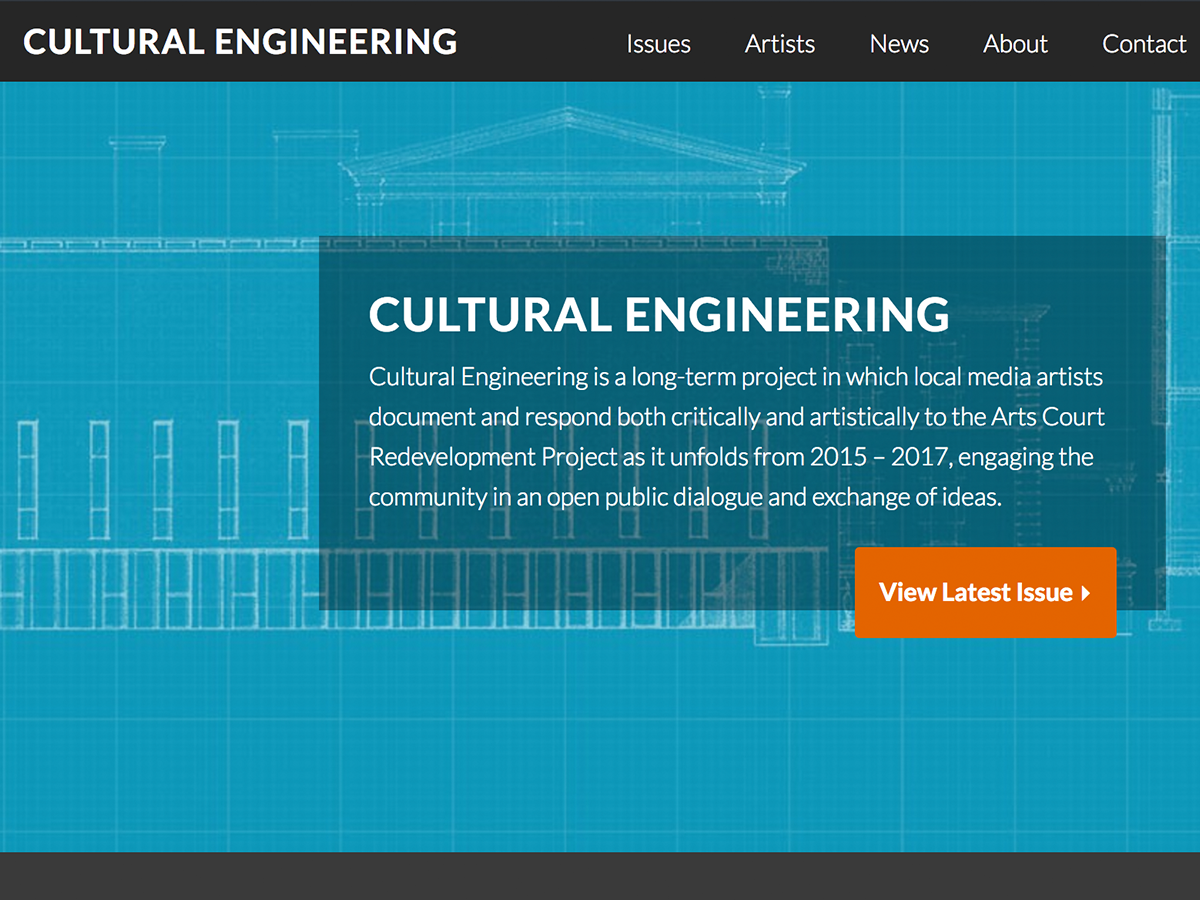 CULTURAL ENGINEERING
Issues Artists News About Contact
CULTURAL ENGINEERING
Cultural Engineering is a long-term project in which local media artists
document and respond both critically and artistically to the Arts Court
Redevelopment Project as it unfolds from 2015 – 2017, engaging the
community in an open public dialogue and exchange of ideas.
View Latest Issue